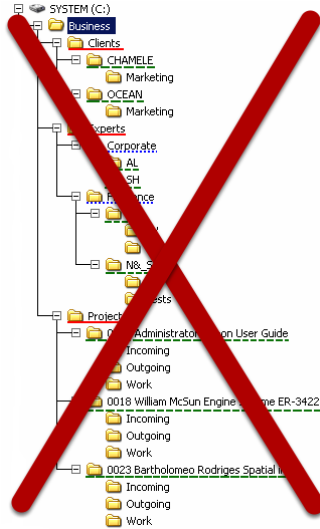 SYSTEM (C:)
Business
Clients
CHAMELE
Marketing
OCEAN
Marketing
Experts
Corporate
AL
SH
N&_S
Project
Administrator on User Guide
Incoming
Outgoing
Work
0018 William McSun Engine me ER-3422
Incoming
Outgoing
Work
0023 Bartholomeo Rodriges Spatial
Incoming
Outgoing
Work